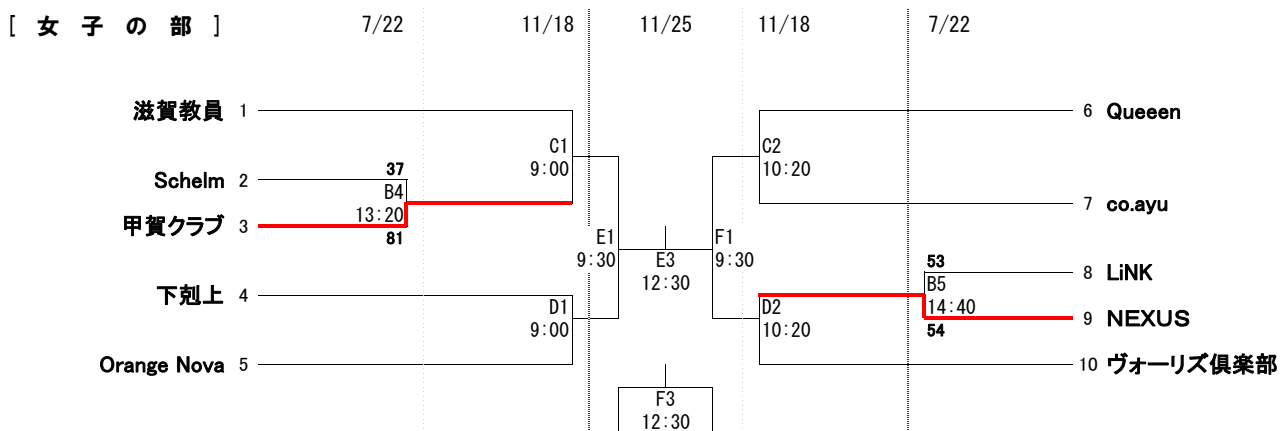 [ 女 子 の 部 ] 7/22 11/18 11/25 11/18 7/22
滋賀教員 1
6 Queeen
C1
9:00
C2
10:20
Schelm 2
37
B4
13:20
81
甲賀クラブ 3
7 co.ayu
E1
9:30
E3
12:30
F1
9:30
53
B5
14:40
54
8 LiNK
9 NEXUS
下剋上 4
D1
9:00
D2
10:20
Orange Nova 5
10 ヴォーリズ倶楽部
F3
12:30